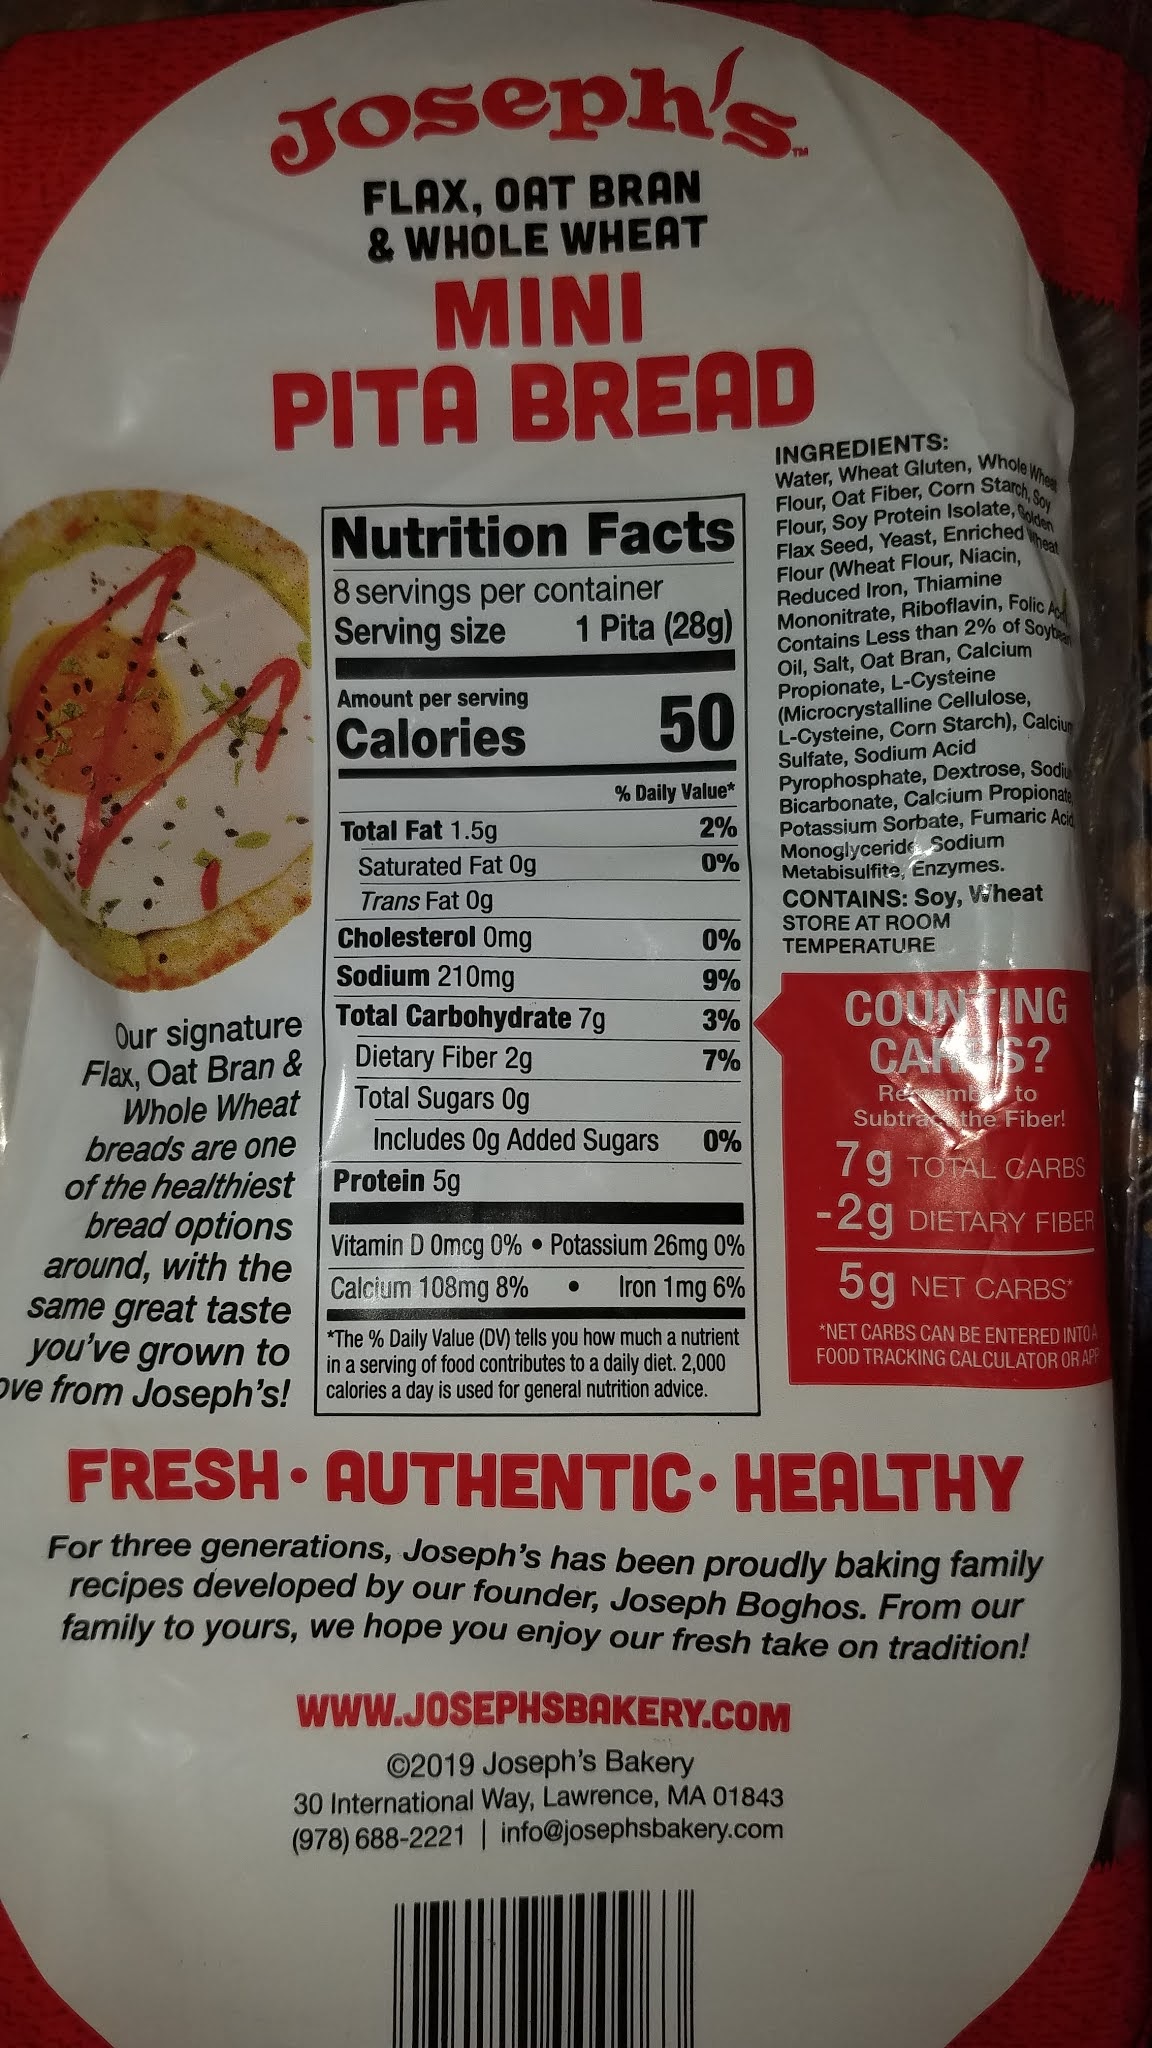 Joseph's™
FLAX, OAT BRAN
& WHOLE WHEAT
MINI
PITA BREAD
INGREDIENTS:
Water, Wheat Gluten, Whole Wheat
Flour, Oat Fiber, Corn Starch, Soy
Flour, Soy Protein Isolate, Golden
Flax Seed, Yeast, Enriched Wheat
Flour (Wheat Flour, Niacin,
Reduced Iron, Thiamine
Mononitrate, Riboflavin, Folic
Contains Less than 2% of Soybean
Oil, Salt, Oat Bran, Calcium
Propionate, L-Cysteine
(Microcrystalline Cellulose,
L-Cysteine, Corn Starch), Calcium
Sulfate, Sodium Acid
Pyrophosphate, Dextrose, Sodium
Bicarbonate, Calcium Propionate,
Potassium Sorbate, Fumaric Acid,
Monoglyceride, Sodium
Metabisulfite, Enzymes.
CONTAINS: Soy, Wheat
STORE AT ROOM
TEMPERATURE
Nutrition Facts
8 servings per container
Serving size 1 Pita (28g)
Amount per serving
Calories 50
% Daily Value*
Total Fat 1.5g 2%
Saturated Fat 0g 0%
Trans Fat 0g
Cholesterol 0mg 0%
Sodium 210mg 9%
Total Carbohydrate 7g 3%
Dietary Fiber 2g 7%
Total Sugars 0g
Includes 0g Added Sugars 0%
Protein 5g
Vitamin D 0mcg 0% • Potassium 26mg 0%
Calcium 108mg 8% • Iron 1mg 6%
*The % Daily Value (DV) tells you how much a nutrient
in a serving of food contributes to a daily diet. 2,000
calories a day is used for general nutrition advice.
COUNTING
CARBS?
Remember to
Subtract the Fiber!
7g TOTAL CARBS
-2g DIETARY FIBER
5g NET CARBS*
*NET CARBS CAN BE ENTERED INTO A
FOOD TRACKING CALCULATOR OR APP
Our signature
Flax, Oat Bran &
Whole Wheat
breads are one
of the healthiest
bread options
around, with the
same great taste
you've grown to
ove from Joseph's!
FRESH • AUTHENTIC • HEALTHY
For three generations, Joseph's has been proudly baking family
recipes developed by our founder, Joseph Boghos. From our
family to yours, we hope you enjoy our fresh take on tradition!
WWW.JOSEPHSBAKERY.COM
©2019 Joseph's Bakery
30 International Way, Lawrence, MA 01843
(978) 688-2221 | info@josephsbakery.com